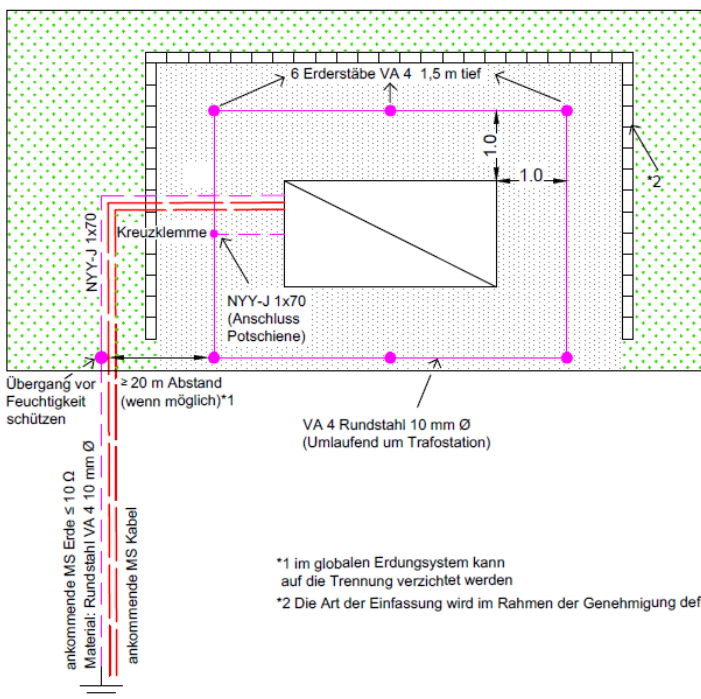 6 Erderstäbe VA 4  1,5 m tief
1.0
1.0
*2
NYY-J 1x70
Kreuzklemme
NYY-J 1x70
(Anschluss
Potschiene)
Übergang vor
Feuchtigkeit
schützen
≥ 20 m Abstand
(wenn möglich)*1
VA 4 Rundstahl 10 mm Ø
(Umlaufend um Trafostation)
ankommende MS Erde ≤ 10 Ω
Material: Rundstahl VA 4 10 mm Ø
ankommende MS Kabel
*1 im globalen Erdungsystem kann
auf die Trennung verzichtet werden
*2 Die Art der Einfassung wird im Rahmen der Genehmigung def